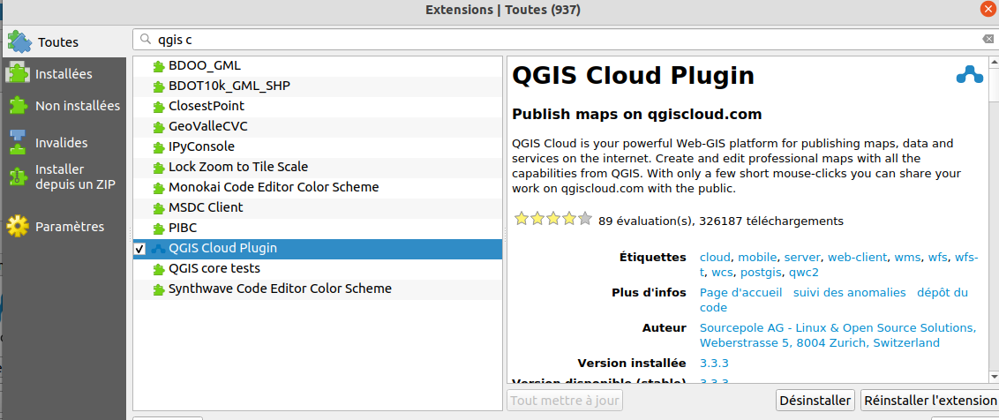 Extensions | Toutes (937)
Toutes
Installées
Non installées
Invalides
Installer
depuis un ZIP
Paramètres
qgis c
BDOO_GML
BDOT10k_GML_SHP
ClosestPoint
GeoValleCVC
IPyConsole
Lock Zoom to Tile Scale
Monokai Code Editor Color Scheme
MSDC Client
PIBC
QGIS Cloud Plugin
QGIS core tests
Synthwave Code Editor Color Scheme
QGIS Cloud Plugin
Publish maps on qgiscloud.com
QGIS Cloud is your powerful Web-GIS platform for publishing maps, data and
services on the internet. Create and edit professional maps with all the
capabilities from QGIS. With only a few short mouse-clicks you can share your
work on qgiscloud.com with the public.
89 évaluation(s), 326187 téléchargements
Étiquettes cloud, mobile, server, web-client, wms, wfs, wfs-
t, wcs, postgis, qwc2
Plus d'infos Page d'accueil suivi des anomalies dépôt du
code
Auteur Sourcepole AG - Linux & Open Source Solutions,
Weberstrasse 5, 8004 Zurich, Switzerland
Version installée 3.3.3
Version disponible (stable) 3.3.3
Tout mettre à jour
Désinstaller
Réinstaller l'extension